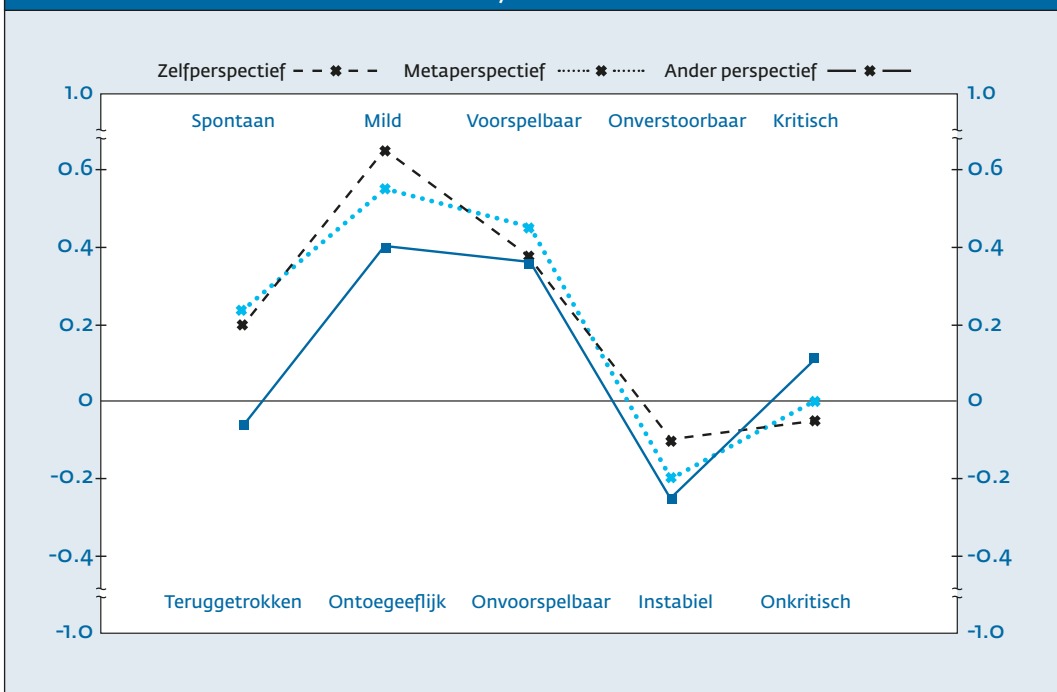 Zelfperspectief Metaperspectief Ander perspectief
1.0 1.0
Spontaan Mild Voorspelbaar Onverstoorbaar Kritisch
0.6 0.6
0.4 0.4
0.2 0.2
0 0
-0.2 -0.2
-0.4 -0.4
Teruggetrokken Ontoegeeflijk Onvoorspelbaar Instabiel Onkritisch
-1.0 -1.0